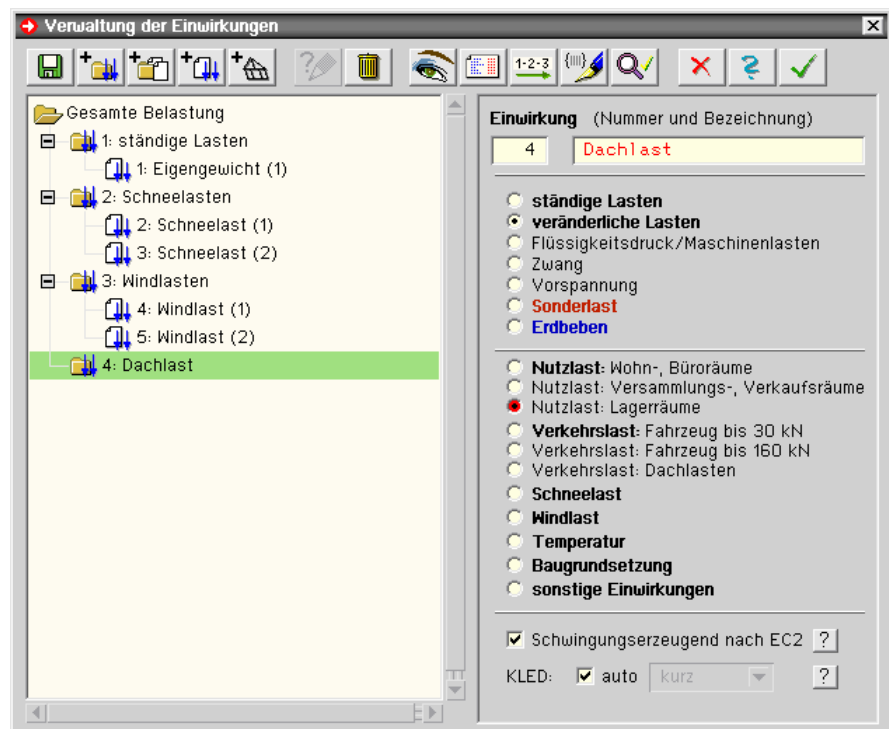 Verwaltung der Einwirkungen
1-2-3
Gesamte Belastung
1: ständige Lasten
1: Eigengewicht (1)
2: Schneelasten
2: Schneelast (1)
3: Schneelast (2)
3: Windlasten
4: Windlast (1)
5: Windlast (2)
4: Dachlast
Einwirkung (Nummer und Bezeichnung)
4 Dachlast
ständige Lasten
veränderliche Lasten
Flüssigkeitsdruck/Maschinenlasten
Zwang
Vorspannung
Sonderlast
Erdbeben
Nutzlast: Wohn-, Büroräume
Nutzlast: Versammlungs-, Verkaufsräume
Nutzlast: Lagerräume
Verkehrslast: Fahrzeug bis 30 kN
Verkehrslast: Fahrzeug bis 160 kN
Verkehrslast: Dachlasten
Schneelast
Windlast
Temperatur
Baugrundsetzung
sonstige Einwirkungen
Schwingungserzeugend nach EC2 ?
KLED: auto kurz ?